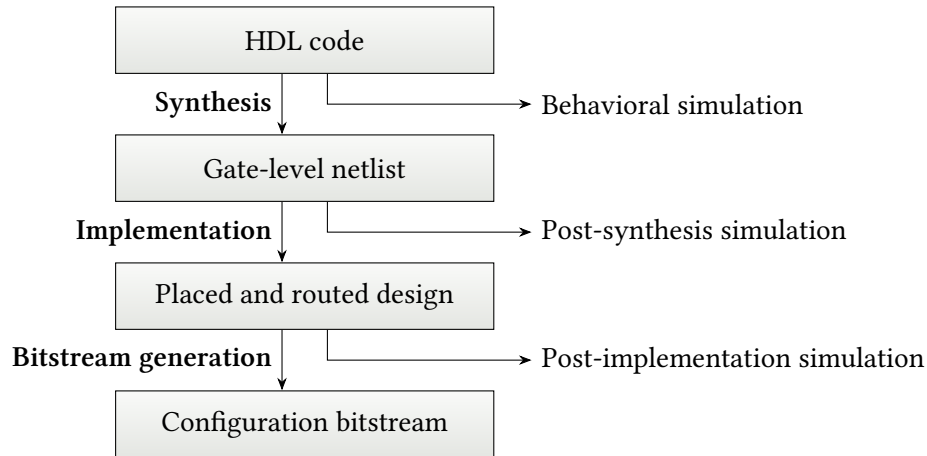 HDL code
Synthesis
Behavioral simulation
Gate-level netlist
Implementation
Post-synthesis simulation
Placed and routed design
Bitstream generation
Post-implementation simulation
Configuration bitstream